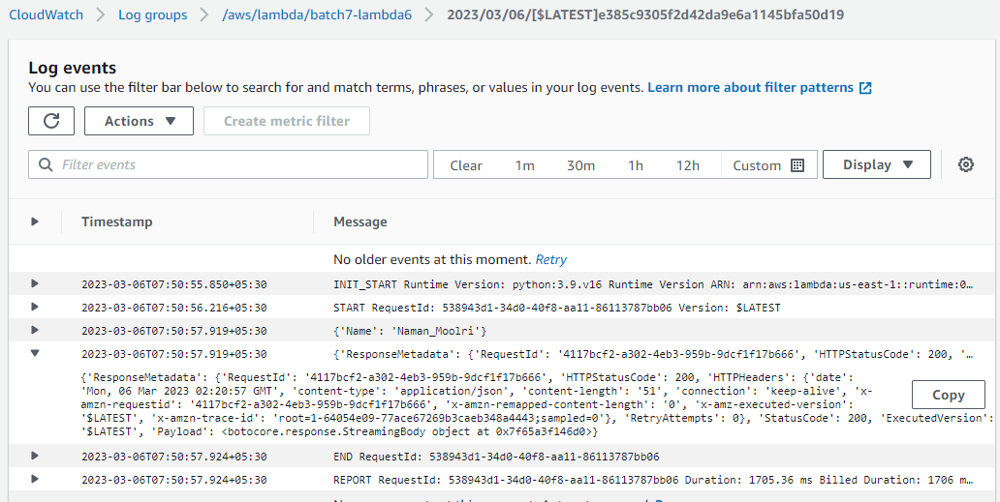 CloudWatch > Log groups > /aws/lambda/batch7-lambda6 > 2023/03/06/[$LATEST]e385c9305f2d42da9e6a1145bfa50d19
Log events
You can use the filter bar below to search for and match terms, phrases, or values in your log events. Learn more about filter patterns
Actions Create metric filter
Filter events Clear 1m 30m 1h 12h Custom Display
Timestamp Message
No older events at this moment. Retry
2023-03-06T07:50:55.850+05:30 INIT_START Runtime Version: python:3.9.v16 Runtime Version ARN: arn:aws:lambda:us-east-1::runtime:0…
2023-03-06T07:50:56.216+05:30 START RequestId: 538943d1-34d0-40f8-aa11-86113787bb06 Version: $LATEST
2023-03-06T07:50:57.919+05:30 {'Name': 'Naman_Moolri'}
2023-03-06T07:50:57.919+05:30 {'ResponseMetadata': {'RequestId': '4117bcf2-a302-4eb3-959b-9dcf1f17b666', 'HTTPStatusCode': 200, '…
{'ResponseMetadata': {'RequestId': '4117bcf2-a302-4eb3-959b-9dcf1f17b666', 'HTTPStatusCode': 200, 'HTTPHeaders': {'date':
'Mon, 06 Mar 2023 02:20:57 GMT', 'content-type': 'application/json', 'content-length': '51', 'connection': 'keep-alive', 'x-
amzn-requestid': '4117bcf2-a302-4eb3-959b-9dcf1f17b666', 'x-amzn-remapped-content-length': '0', 'x-amz-executed-version':
'$LATEST', 'x-amzn-trace-id': 'root=1-64054e09-77ace67269b3caeb348a4443;sampled=0'}, 'RetryAttempts': 0}, 'StatusCode': 200, 'ExecutedVersion':
'$LATEST', 'Payload': <botocore.response.StreamingBody object at 0x7f65a3f146d0>}
Copy
2023-03-06T07:50:57.924+05:30 END RequestId: 538943d1-34d0-40f8-aa11-86113787bb06
2023-03-06T07:50:57.924+05:30 REPORT RequestId: 538943d1-34d0-40f8-aa11-86113787bb06 Duration: 1705.36 ms Billed Duration: 1706 m…